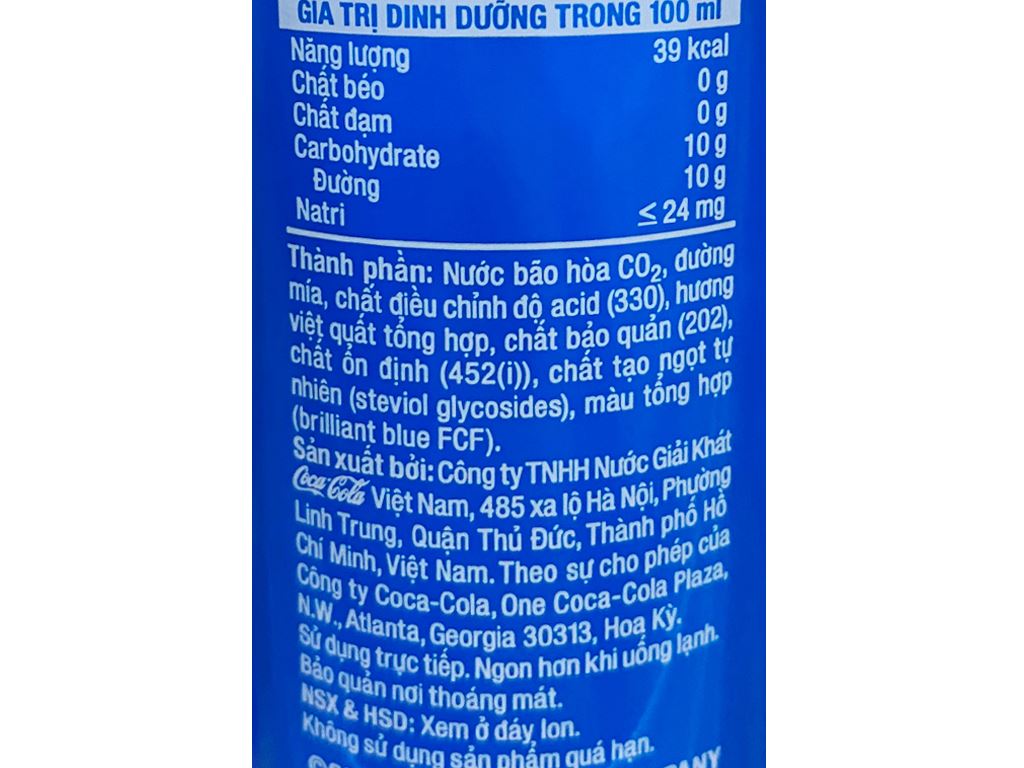 GIÁ TRỊ DINH DƯỠNG TRONG 100 ml
Năng lượng 39 kcal
Chất béo 0 g
Chất đạm 0 g
Carbohydrate 10 g
Đường 10 g
Natri ≤ 24 mg
Thành phần: Nước bão hòa CO₂, đường
mía, chất điều chỉnh độ acid (330), hương
việt quất tổng hợp, chất bảo quản (202),
chất ổn định (452(i)), chất tạo ngọt tự
nhiên (steviol glycosides), màu tổng hợp
(brilliant blue FCF).
Sản xuất bởi: Công ty TNHH Nước Giải Khát
Coca-Cola Việt Nam, 485 xa lộ Hà Nội, Phường
Linh Trung, Quận Thủ Đức, Thành phố Hồ
Chí Minh, Việt Nam. Theo sự cho phép của
Công ty Coca-Cola, One Coca-Cola Plaza,
N.W., Atlanta, Georgia 30313, Hoa Kỳ.
Sử dụng trực tiếp. Ngon hơn khi uống lạnh.
Bảo quản nơi thoáng mát.
NSX & HSD: Xem ở đáy lon.
Không sử dụng sản phẩm quá hạn.